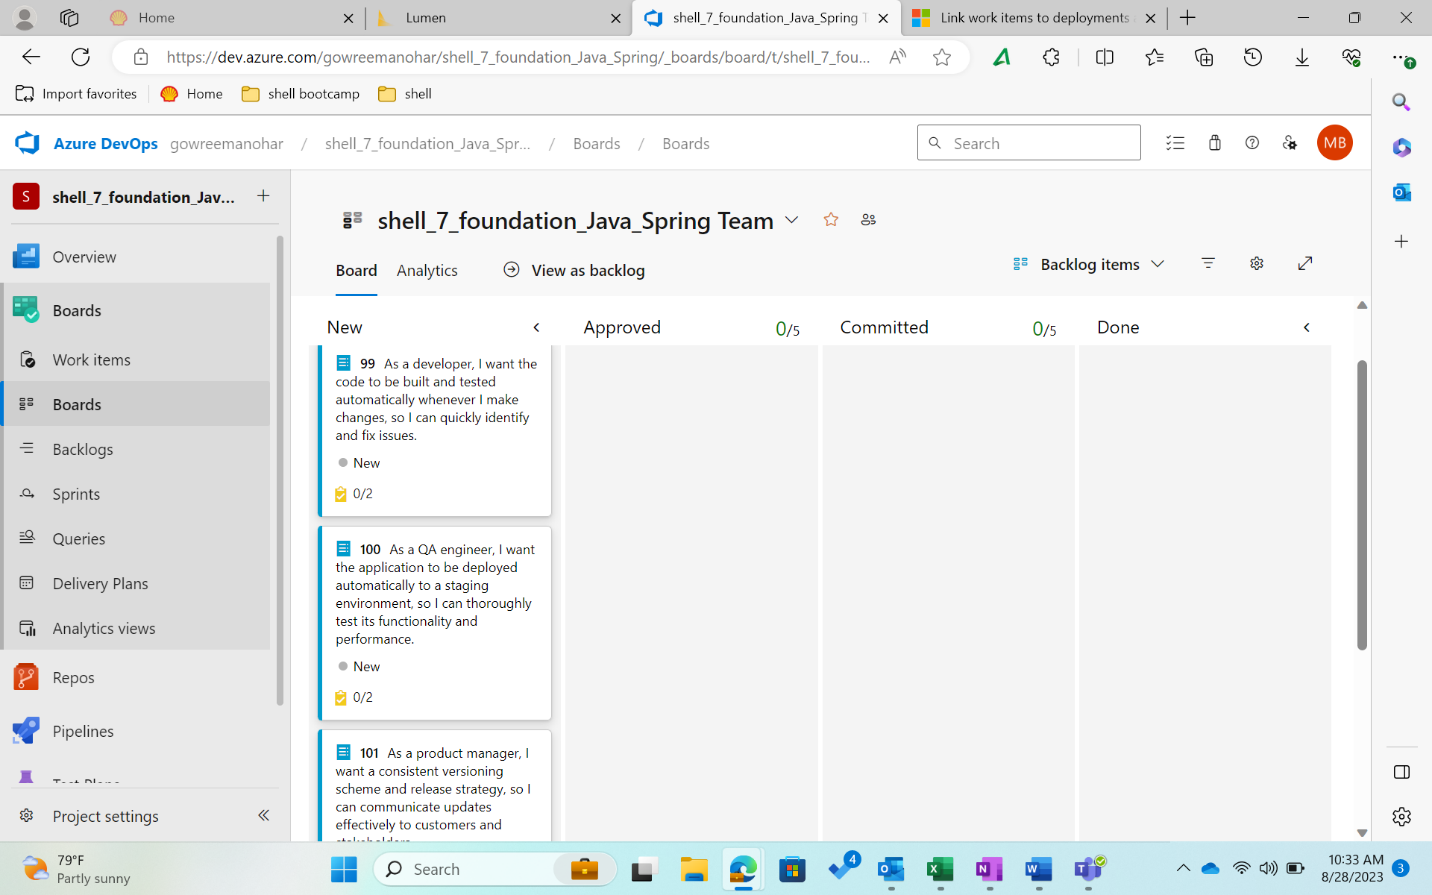 Home
Lumen
shell_7_foundation_Java_Spring T
Link work items to deployments
https://dev.azure.com/gowreemanohar/shell_7_foundation_Java_Spring/_boards/board/t/shell_7_fou...
Import favorites
Home
shell bootcamp
shell
Azure DevOps
gowreemanohar / shell_7_foundation_Java_Spr... / Boards / Boards
Search
MB
S
shell_7_foundation_Jav...
Overview
Boards
Work items
Boards
Backlogs
Sprints
Queries
Delivery Plans
Analytics views
Repos
Pipelines
Project settings
shell_7_foundation_Java_Spring Team
Board
Analytics
View as backlog
Backlog items
New
Approved
0/5
Committed
0/5
Done
99 As a developer, I want the
code to be built and tested
automatically whenever I make
changes, so I can quickly identify
and fix issues.
New
0/2
100 As a QA engineer, I want
the application to be deployed
automatically to a staging
environment, so I can thoroughly
test its functionality and
performance.
New
0/2
101 As a product manager, I
want a consistent versioning
scheme and release strategy, so I
can communicate updates
effectively to customers and
79°F
Partly sunny
Search
4
10:33 AM
8/28/2023
3